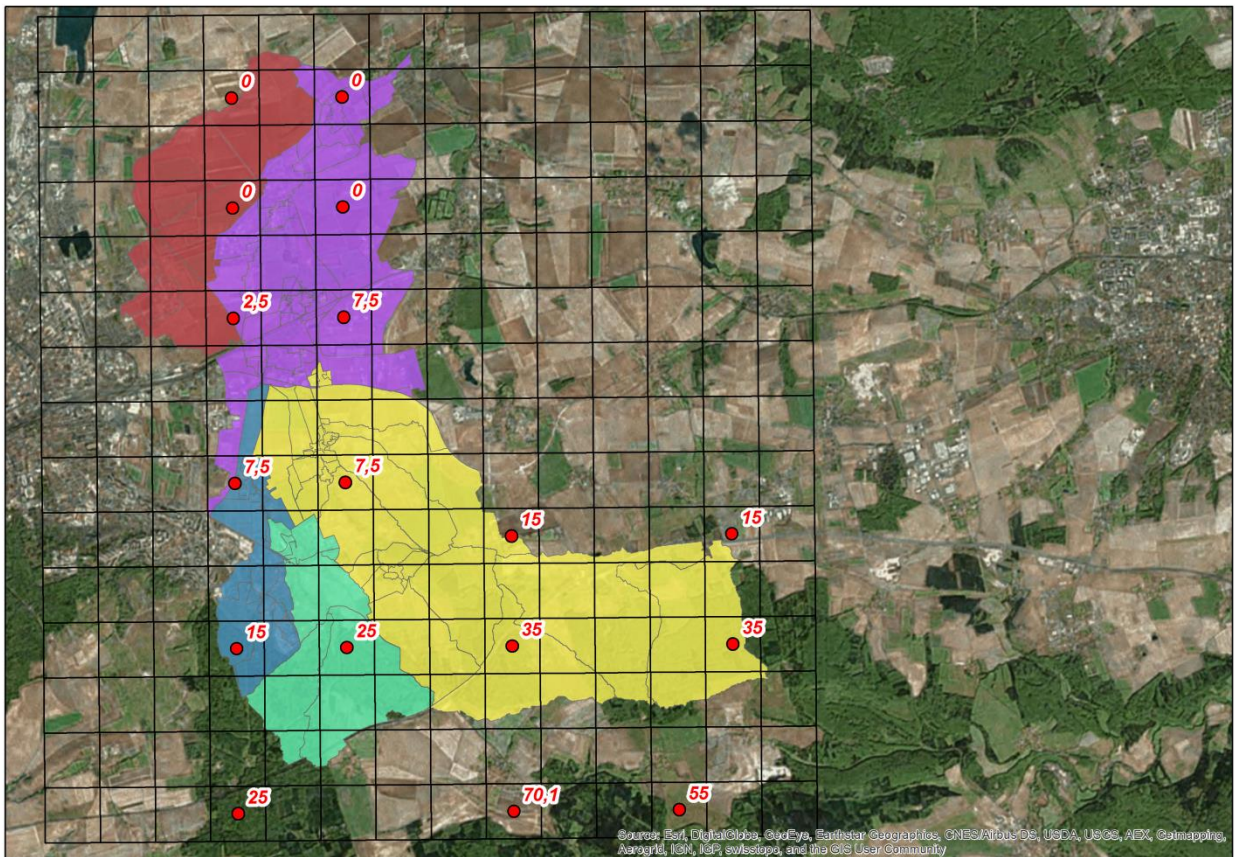 0 0
0 0
2,5 7,5
7,5 7,5
15 15
15 25 35 35
25 70,1 55
Source: Esri, DigitalGlobe, GeoEye, Earthstar Geographics, CNES/Airbus DS, USDA, USGS, AEX, Getmapping,
Aerogrid, IGN, IGP, swisstopo, and the GIS User Community